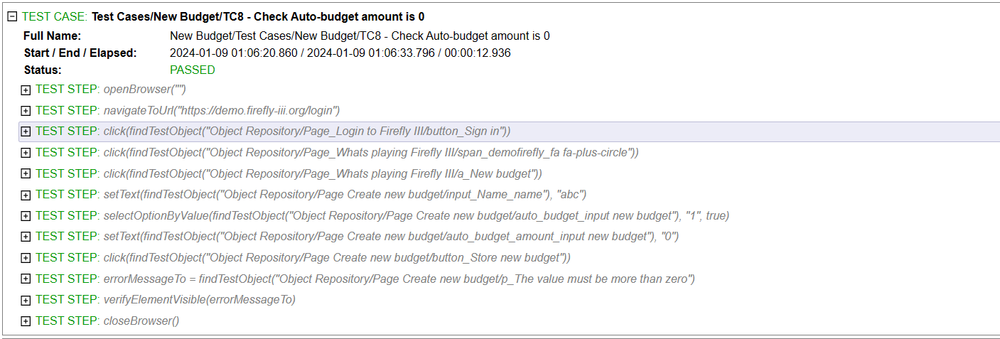 TEST CASE: Test Cases/New Budget/TC8 - Check Auto-budget amount is 0
Full Name: New Budget/Test Cases/New Budget/TC8 - Check Auto-budget amount is 0
Start / End / Elapsed: 2024-01-09 01:06:20.860 / 2024-01-09 01:06:33.796 / 00:00:12.936
Status: PASSED
TEST STEP: openBrowser("")
TEST STEP: navigateToUrl("https://demo.firefly-iii.org/login")
TEST STEP: click(findTestObject("Object Repository/Page_Login to Firefly III/button_Sign in"))
TEST STEP: click(findTestObject("Object Repository/Page_Whats playing Firefly III/span_demofirefly_fa fa-plus-circle"))
TEST STEP: click(findTestObject("Object Repository/Page_Whats playing Firefly III/a_New budget"))
TEST STEP: setText(findTestObject("Object Repository/Page Create new budget/input_Name_name"), "abc")
TEST STEP: selectOptionByValue(findTestObject("Object Repository/Page Create new budget/auto_budget_input new budget"), "1", true)
TEST STEP: setText(findTestObject("Object Repository/Page Create new budget/auto_budget_amount_input new budget"), "0")
TEST STEP: click(findTestObject("Object Repository/Page Create new budget/button_Store new budget"))
TEST STEP: errorMessageTo = findTestObject("Object Repository/Page Create new budget/p_The value must be more than zero")
TEST STEP: verifyElementVisible(errorMessageTo)
TEST STEP: closeBrowser()